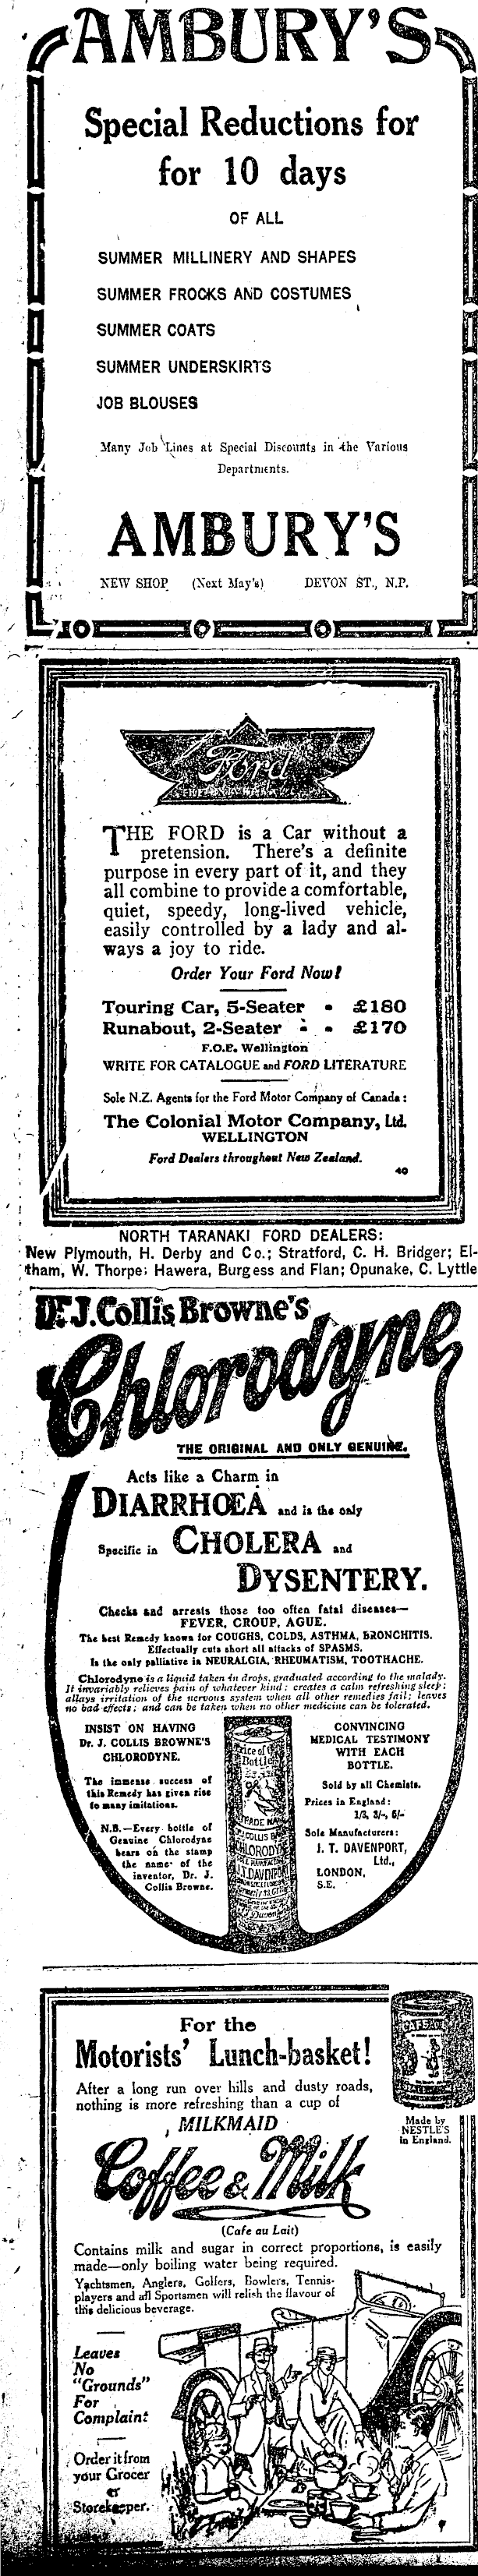 AMBURY'S
Special Reductions for
for 10 days
OF ALL
SUMMER MILLINERY AND SHAPES
SUMMER FROCKS AND COSTUMES
SUMMER COATS
SUMMER UNDERSKIRTS
JOB BLOUSES
Many Job Lines at Special Discounts in the Various
Departments.
AMBURY'S
NEW SHOP (Next May's) DEVON ST., N.P.
Ford
THE FORD is a Car without a
pretension. There's a definite
purpose in every part of it, and they
all combine to provide a comfortable,
quiet, speedy, long-lived vehicle,
easily controlled by a lady and al-
ways a joy to ride.
Order Your Ford Now!
Touring Car, 5-Seater - £180
Runabout, 2-Seater - - £170
F.O.E. Wellington
WRITE FOR CATALOGUE and FORD LITERATURE
Sole N.Z. Agents for the Ford Motor Company of Canada:
The Colonial Motor Company, Ltd.
WELLINGTON
Ford Dealers throughout New Zealand.
40
NORTH TARANAKI FORD DEALERS:
New Plymouth, H. Derby and Co.; Stratford, C. H. Bridger; El-
tham, W. Thorpe; Hawera, Burgess and Flan; Opunake, C. Lyttle
Dr. J. Collis Browne's
Chlorodyne
THE ORIGINAL AND ONLY GENUINE.
Acts like a Charm in
DIARRHŒA and is the only
Specific in CHOLERA and
DYSENTERY.
Checks and arrests those too often fatal diseases—
FEVER, CROUP, AGUE.
The best Remedy known for COUGHS, COLDS, ASTHMA, BRONCHITIS.
Effectually cuts short all attacks of SPASMS.
Is the only palliative in NEURALGIA, RHEUMATISM, TOOTHACHE.
Chlorodyne is a liquid taken in drops, graduated according to the malady.
It invariably relieves pain of whatever kind; creates a calm refreshing sleep;
allays irritation of the nervous system when all other remedies fail; leaves
no bad effects; and can be taken when no other medicine can be tolerated.
INSIST ON HAVING
Dr. J. COLLIS BROWNE'S
CHLORODYNE.
The immense success of
this Remedy has given rise
to many imitations.
N.B.—Every bottle of
Genuine Chlorodyne
bears on the stamp
the name of the
inventor, Dr. J.
Collis Browne.
CONVINCING
MEDICAL TESTIMONY
WITH EACH
BOTTLE.
Sold by all Chemists.
Prices in England:
1/3, 3/-, 5/-
Sole Manufacturers:
J. T. DAVENPORT,
Ltd.,
LONDON,
S.E.
For the
Motorists' Lunch-basket!
After a long run over hills and dusty roads,
nothing is more refreshing than a cup of
MILKMAID
Coffee & Milk
(Cafe au Lait)
Made by
NESTLE'S
in England.
Contains milk and sugar in correct proportions, is easily
made—only boiling water being required.
Yachtsmen, Anglers, Golfers, Bowlers, Tennis-
players and all Sportsmen will relish the flavour of
this delicious beverage.
Leaves
No
"Grounds"
For
Complaint
Order it from
your Grocer
or
Storekeeper.